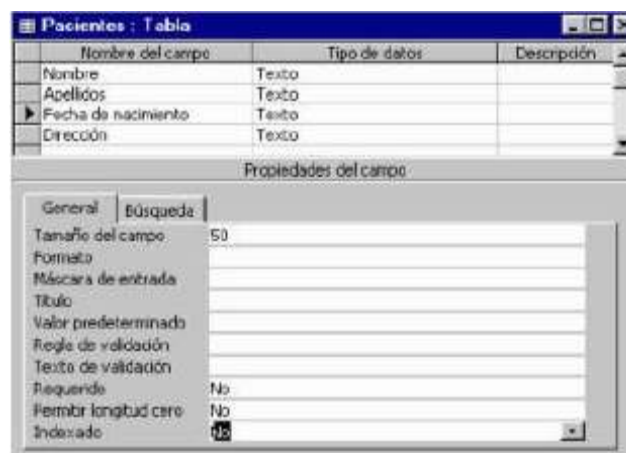 Pacientes : Tabla
Nombre del campo Tipo de datos Descripción
Nombre Texto
Apellidos Texto
Fecha de nacimiento Texto
Dirección Texto
Propiedades del campo
General Búsqueda
Tamaño del campo 50
Formato
Máscara de entrada
Título
Valor predeterminado
Regla de validación
Texto de validación
Requerido No
Permitir longitud cero No
Indexado No